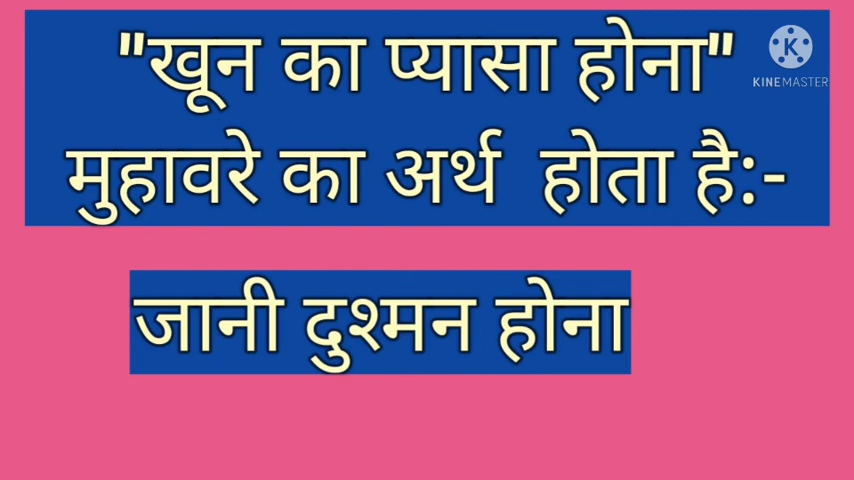 "खून का प्यासा होना"
K
KINEMASTER
मुहावरे का अर्थ होता है:-
जानी दुश्मन होना